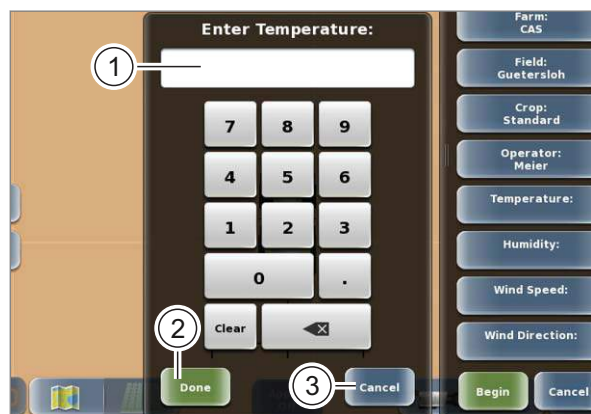 Enter Temperature:
1
7 8 9
4 5 6
1 2 3
0 .
Clear
2
Done
3
Cancel
Farm:
CAS
Field:
Guetersloh
Crop:
Standard
Operator:
Meier
Temperature:
Humidity:
Wind Speed:
Wind Direction:
Begin
Cancel